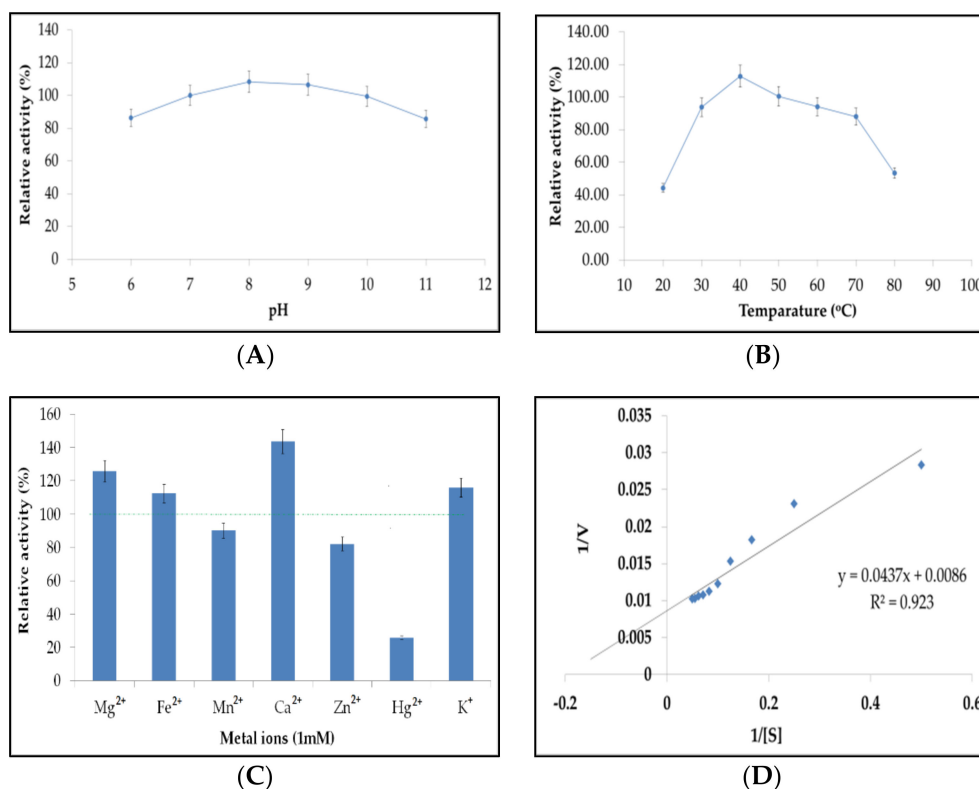 140
120
100
80
60
40
20
0
5 6 7 8 9 10 11 12
Relative activity (%)
pH
(A)
140.00
120.00
100.00
80.00
60.00
40.00
20.00
0.00
10 20 30 40 50 60 70 80 90 100
Relative activity (%)
Temparature (ºC)
(B)
160
140
120
100
80
60
40
20
0
Mg²⁺ Fe²⁺ Mn²⁺ Ca²⁺ Zn²⁺ Hg²⁺ K⁺
Relative activity (%)
Metal ions (1mM)
(C)
0.035
0.03
0.025
0.02
0.015
0.01
0.005
0
-0.2 0 0.2 0.4 0.6
1/V
y = 0.0437x + 0.0086
R² = 0.923
1/[S]
(D)